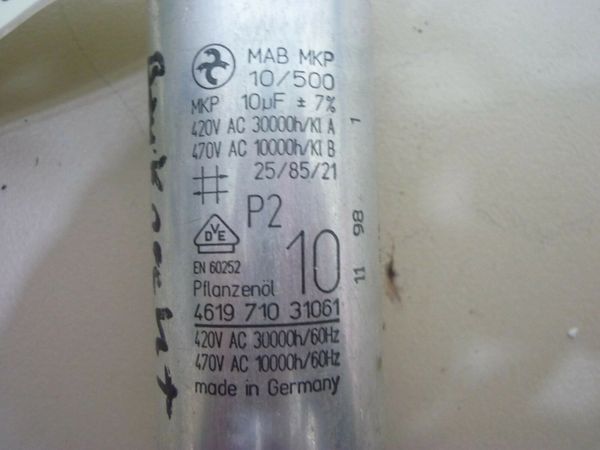 MAB MKP
10/500
MKP 10µF ± 7%
420V AC 30000h/Kl A
470V AC 10000h/Kl B
25/85/21
P2
VDE
10
EN 60252
Pflanzenöl
4619 710 31061
420V AC 30000h/60Hz
470V AC 10000h/60Hz
made in Germany
1
11 98